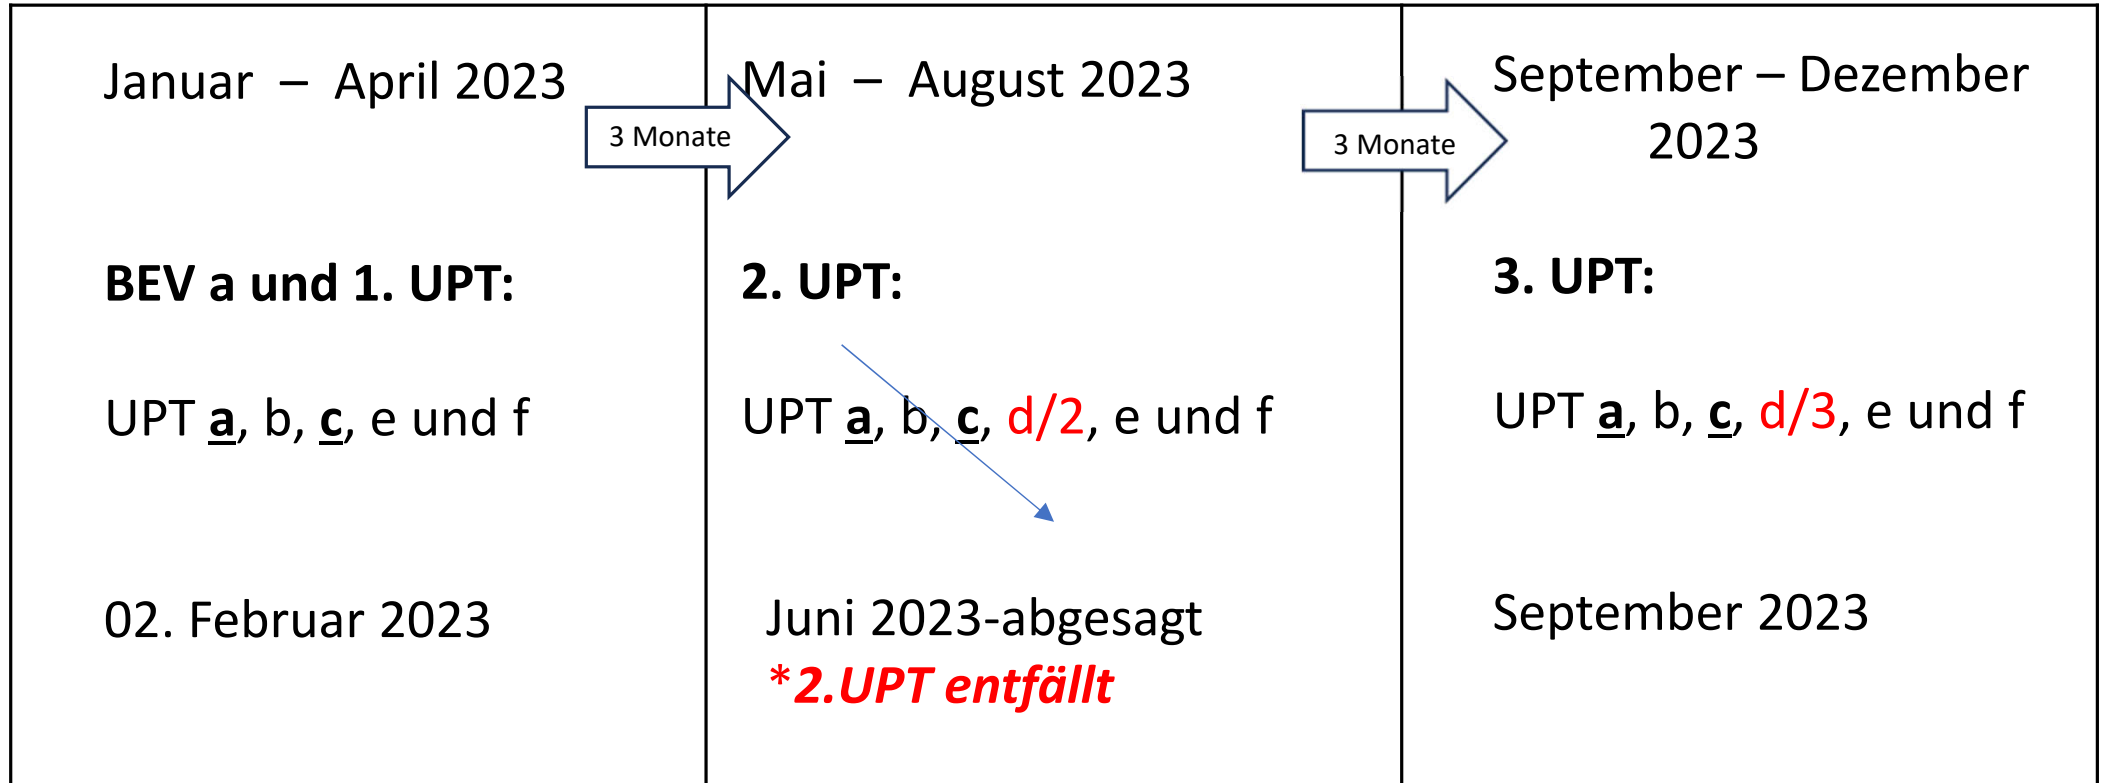 Januar – April 2023
3 Monate
BEV a und 1. UPT:
UPT a, b, c, e und f
02. Februar 2023
Mai – August 2023
3 Monate
2. UPT:
UPT a, b, c, d/2, e und f
Juni 2023-abgesagt
*2.UPT entfällt
September – Dezember
2023
3. UPT:
UPT a, b, c, d/3, e und f
September 2023